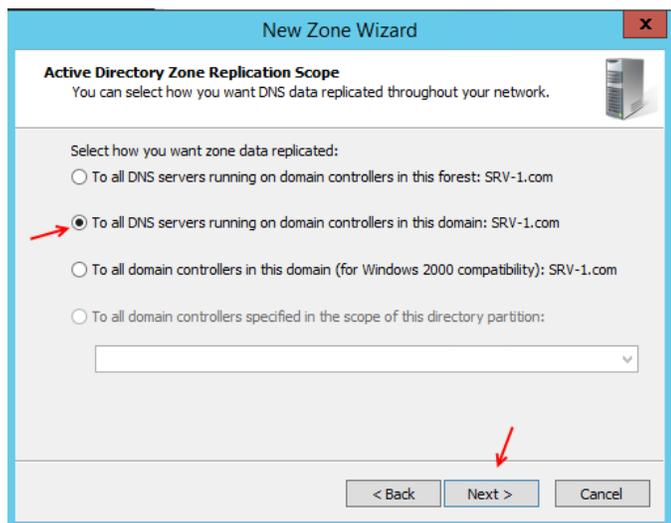 New Zone Wizard
x
Active Directory Zone Replication Scope
You can select how you want DNS data replicated throughout your network.
Select how you want zone data replicated:
To all DNS servers running on domain controllers in this forest: SRV-1.com
To all DNS servers running on domain controllers in this domain: SRV-1.com
To all domain controllers in this domain (for Windows 2000 compatibility): SRV-1.com
To all domain controllers specified in the scope of this directory partition:
< Back Next > Cancel